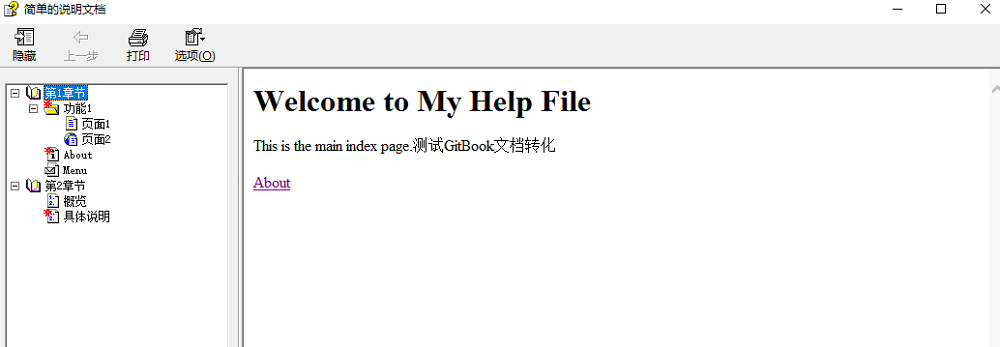 简单的说明文档
隐藏 上一步 打印 选项(O)
第1章节
功能1
页面1
页面2
About
Menu
第2章节
概览
具体说明
Welcome to My Help File
This is the main index page.测试GitBook文档转化
About